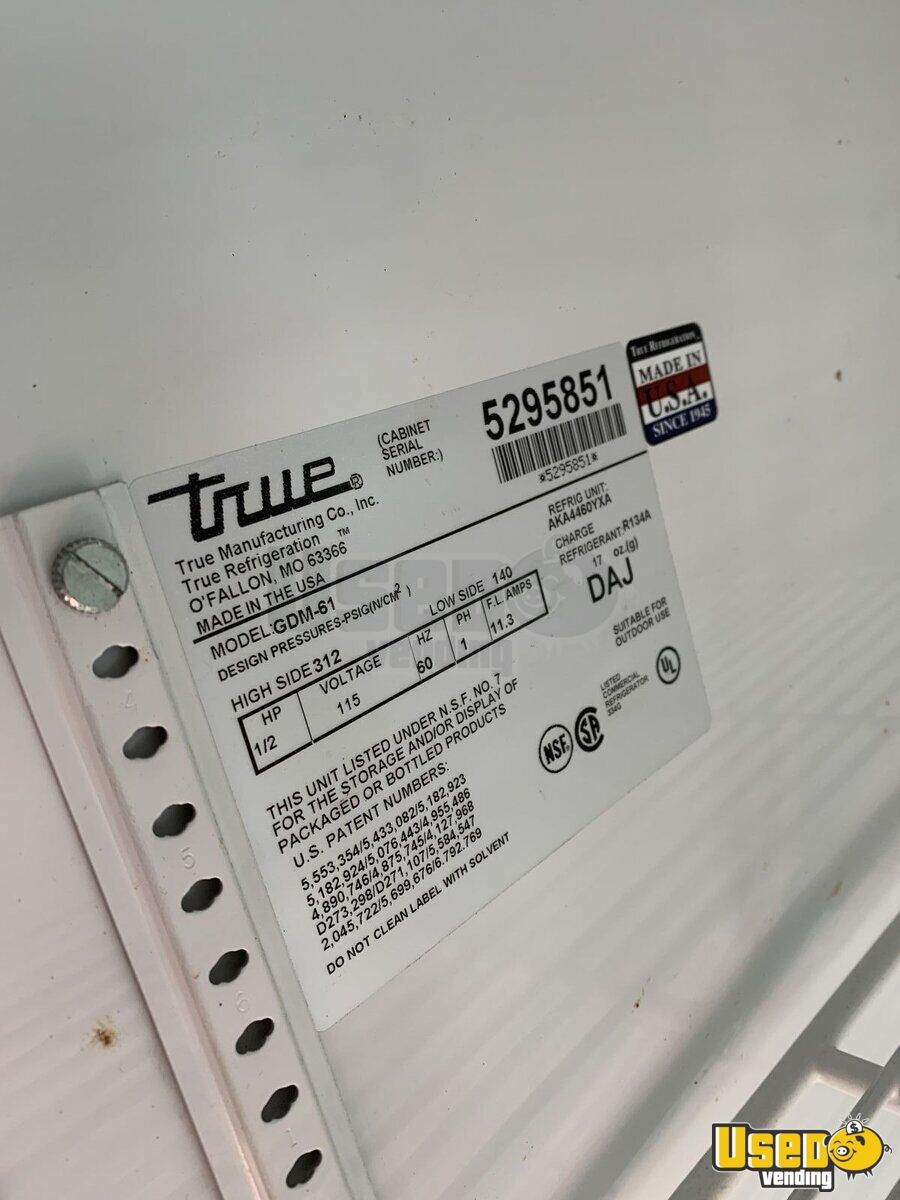 true®
(CABINET
SERIAL
NUMBER:)
5295851
*5295851*
TRUE REFRIGERATION
MADE IN
U.S.A.
SINCE 1945
True Manufacturing Co., Inc.
True Refrigeration ™
O'FALLON, MO 63366
MADE IN THE USA
REFRIG UNIT:
AKA4460YXA
CHARGE
REFRIGERANT:R134A
17 oz.(g)
DAJ
MODEL:GDM-61
DESIGN PRESSURES-PSIG(N/CM²)
HIGH SIDE 312 LOW SIDE 140
HP VOLTAGE HZ PH F.L. AMPS
1/2 115 60 1 11.3
SUITABLE FOR
OUTDOOR USE
THIS UNIT LISTED UNDER N.S.F. NO. 7
FOR THE STORAGE AND/OR DISPLAY OF
PACKAGED OR BOTTLED PRODUCTS
NSF
SA
LISTED
COMMERCIAL
REFRIGERATOR
334G
UL
U.S. PATENT NUMBERS:
5,553,354/5,433,082/5,182,923
5,182,924/5,076,443/4,955,486
4,890,746/4,875,745/4,127,968
D273,298/D271,107/5,584,547
2,045,722/5,699,676/6.792.769
DO NOT CLEAN LABEL WITH SOLVENT
4
5
6
USED
vending